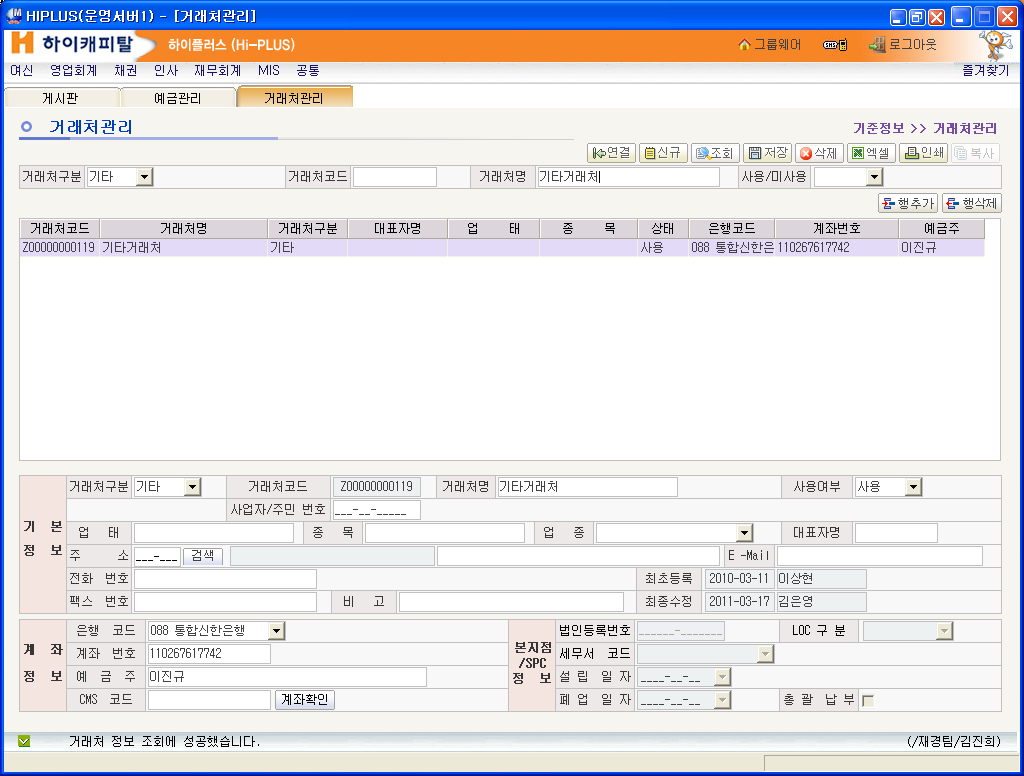 HIPLUS(운영서버1) - [거래처관리]
하이캐피탈 하이플러스 (Hi-PLUS) 그룹웨어 로그아웃
여신 영업회계 채권 인사 재무회계 MIS 공통 즐겨찾기
게시판 예금관리 거래처관리
거래처관리 기준정보 >> 거래처관리
연결 신규 조회 저장 삭제 엑셀 인쇄 복사
거래처구분 기타 거래처코드 거래처명 기타거래처 사용/미사용
행추가 행삭제
거래처코드 거래처명 거래처구분 대표자명 업 태 종 목 상태 은행코드 계좌번호 예금주
Z00000000119 기타거래처 기타 사용 088 통합신한은 110267617742 이진규
기 본 정 보
거래처구분 기타 거래처코드 Z00000000119 거래처명 기타거래처 사용여부 사용
사업자/주민 번호 ___-__-_____
업 태 종 목 업 종 대표자명
주 소 ___-___ 검색 E -Mail
전화 번호 최초등록 2010-03-11 이상현
팩스 번호 비 고 최종수정 2011-03-17 김은영
계 좌 정 보
은행 코드 088 통합신한은행
계좌 번호 110267617742
예 금 주 이진규
CMS 코드 계좌확인
본지점 /SPC 정 보
법인등록번호 ______-_______ LOC 구 분
세무서 코드
설 립 일 자 ____-__-__
폐 업 일 자 ____-__-__ 총 괄 납 부
거래처 정보 조회에 성공했습니다. (/재경팀/김진희)